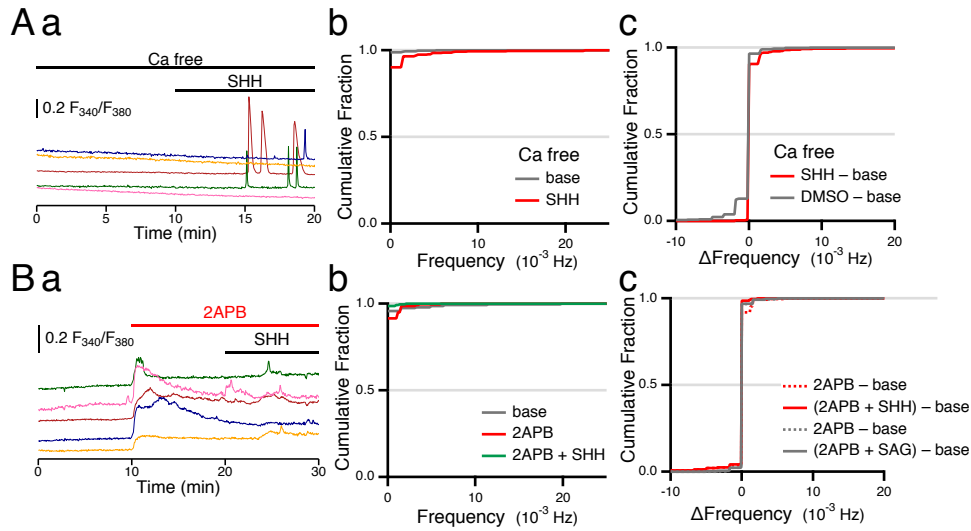 A a
Ca free
SHH
0.2 F340/F380
0 5 10 15 20
Time (min)
b
1.0
0.5
0.0
Cumulative Fraction
Ca free
base
SHH
0 10 20
Frequency (10-3 Hz)
c
1.0
0.5
0.0
Cumulative Fraction
Ca free
SHH – base
DMSO – base
-10 0 10 20
ΔFrequency (10-3 Hz)
B a
2APB
SHH
0.2 F340/F380
0 10 20 30
Time (min)
b
1.0
0.5
0.0
Cumulative Fraction
base
2APB
2APB + SHH
0 10 20
Frequency (10-3 Hz)
c
1.0
0.5
0.0
Cumulative Fraction
2APB – base
(2APB + SHH) – base
2APB – base
(2APB + SAG) – base
-10 0 10 20
ΔFrequency (10-3 Hz)